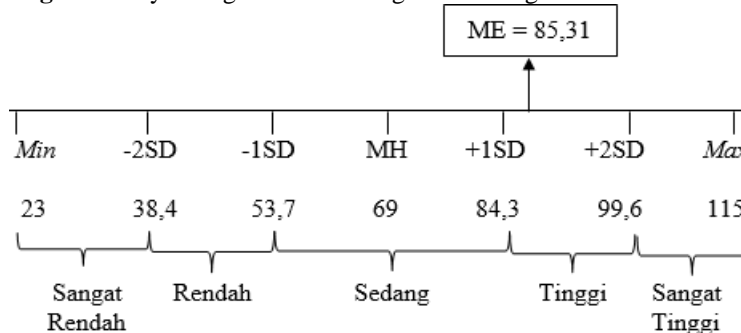 ME = 85,31
Min -2SD -1SD MH +1SD +2SD Max
23 38,4 53,7 69 84,3 99,6 115
Sangat Rendah Sedang Tinggi Sangat
Rendah Tinggi